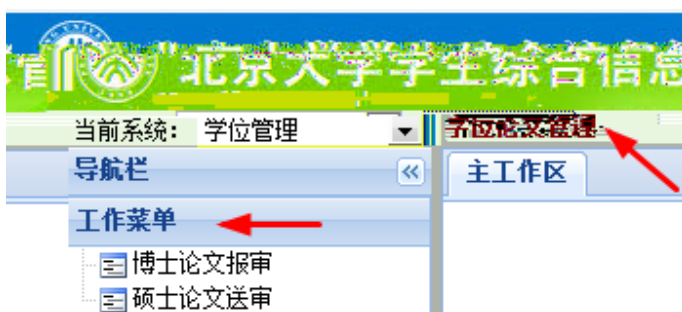 北京大学学生综合信息
当前系统： 学位管理 学位论文管理
导航栏 主工作区
工作菜单
博士论文报审
硕士论文送审